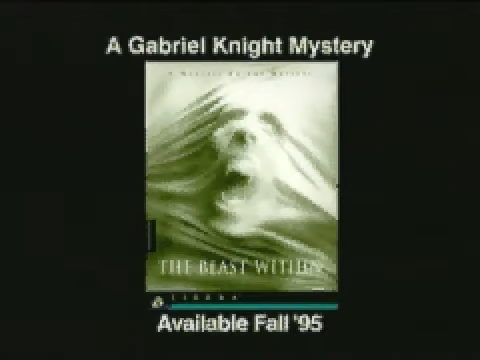 A Gabriel Knight Mystery
THE BEAST WITHIN
SIERRA
Available Fall '95